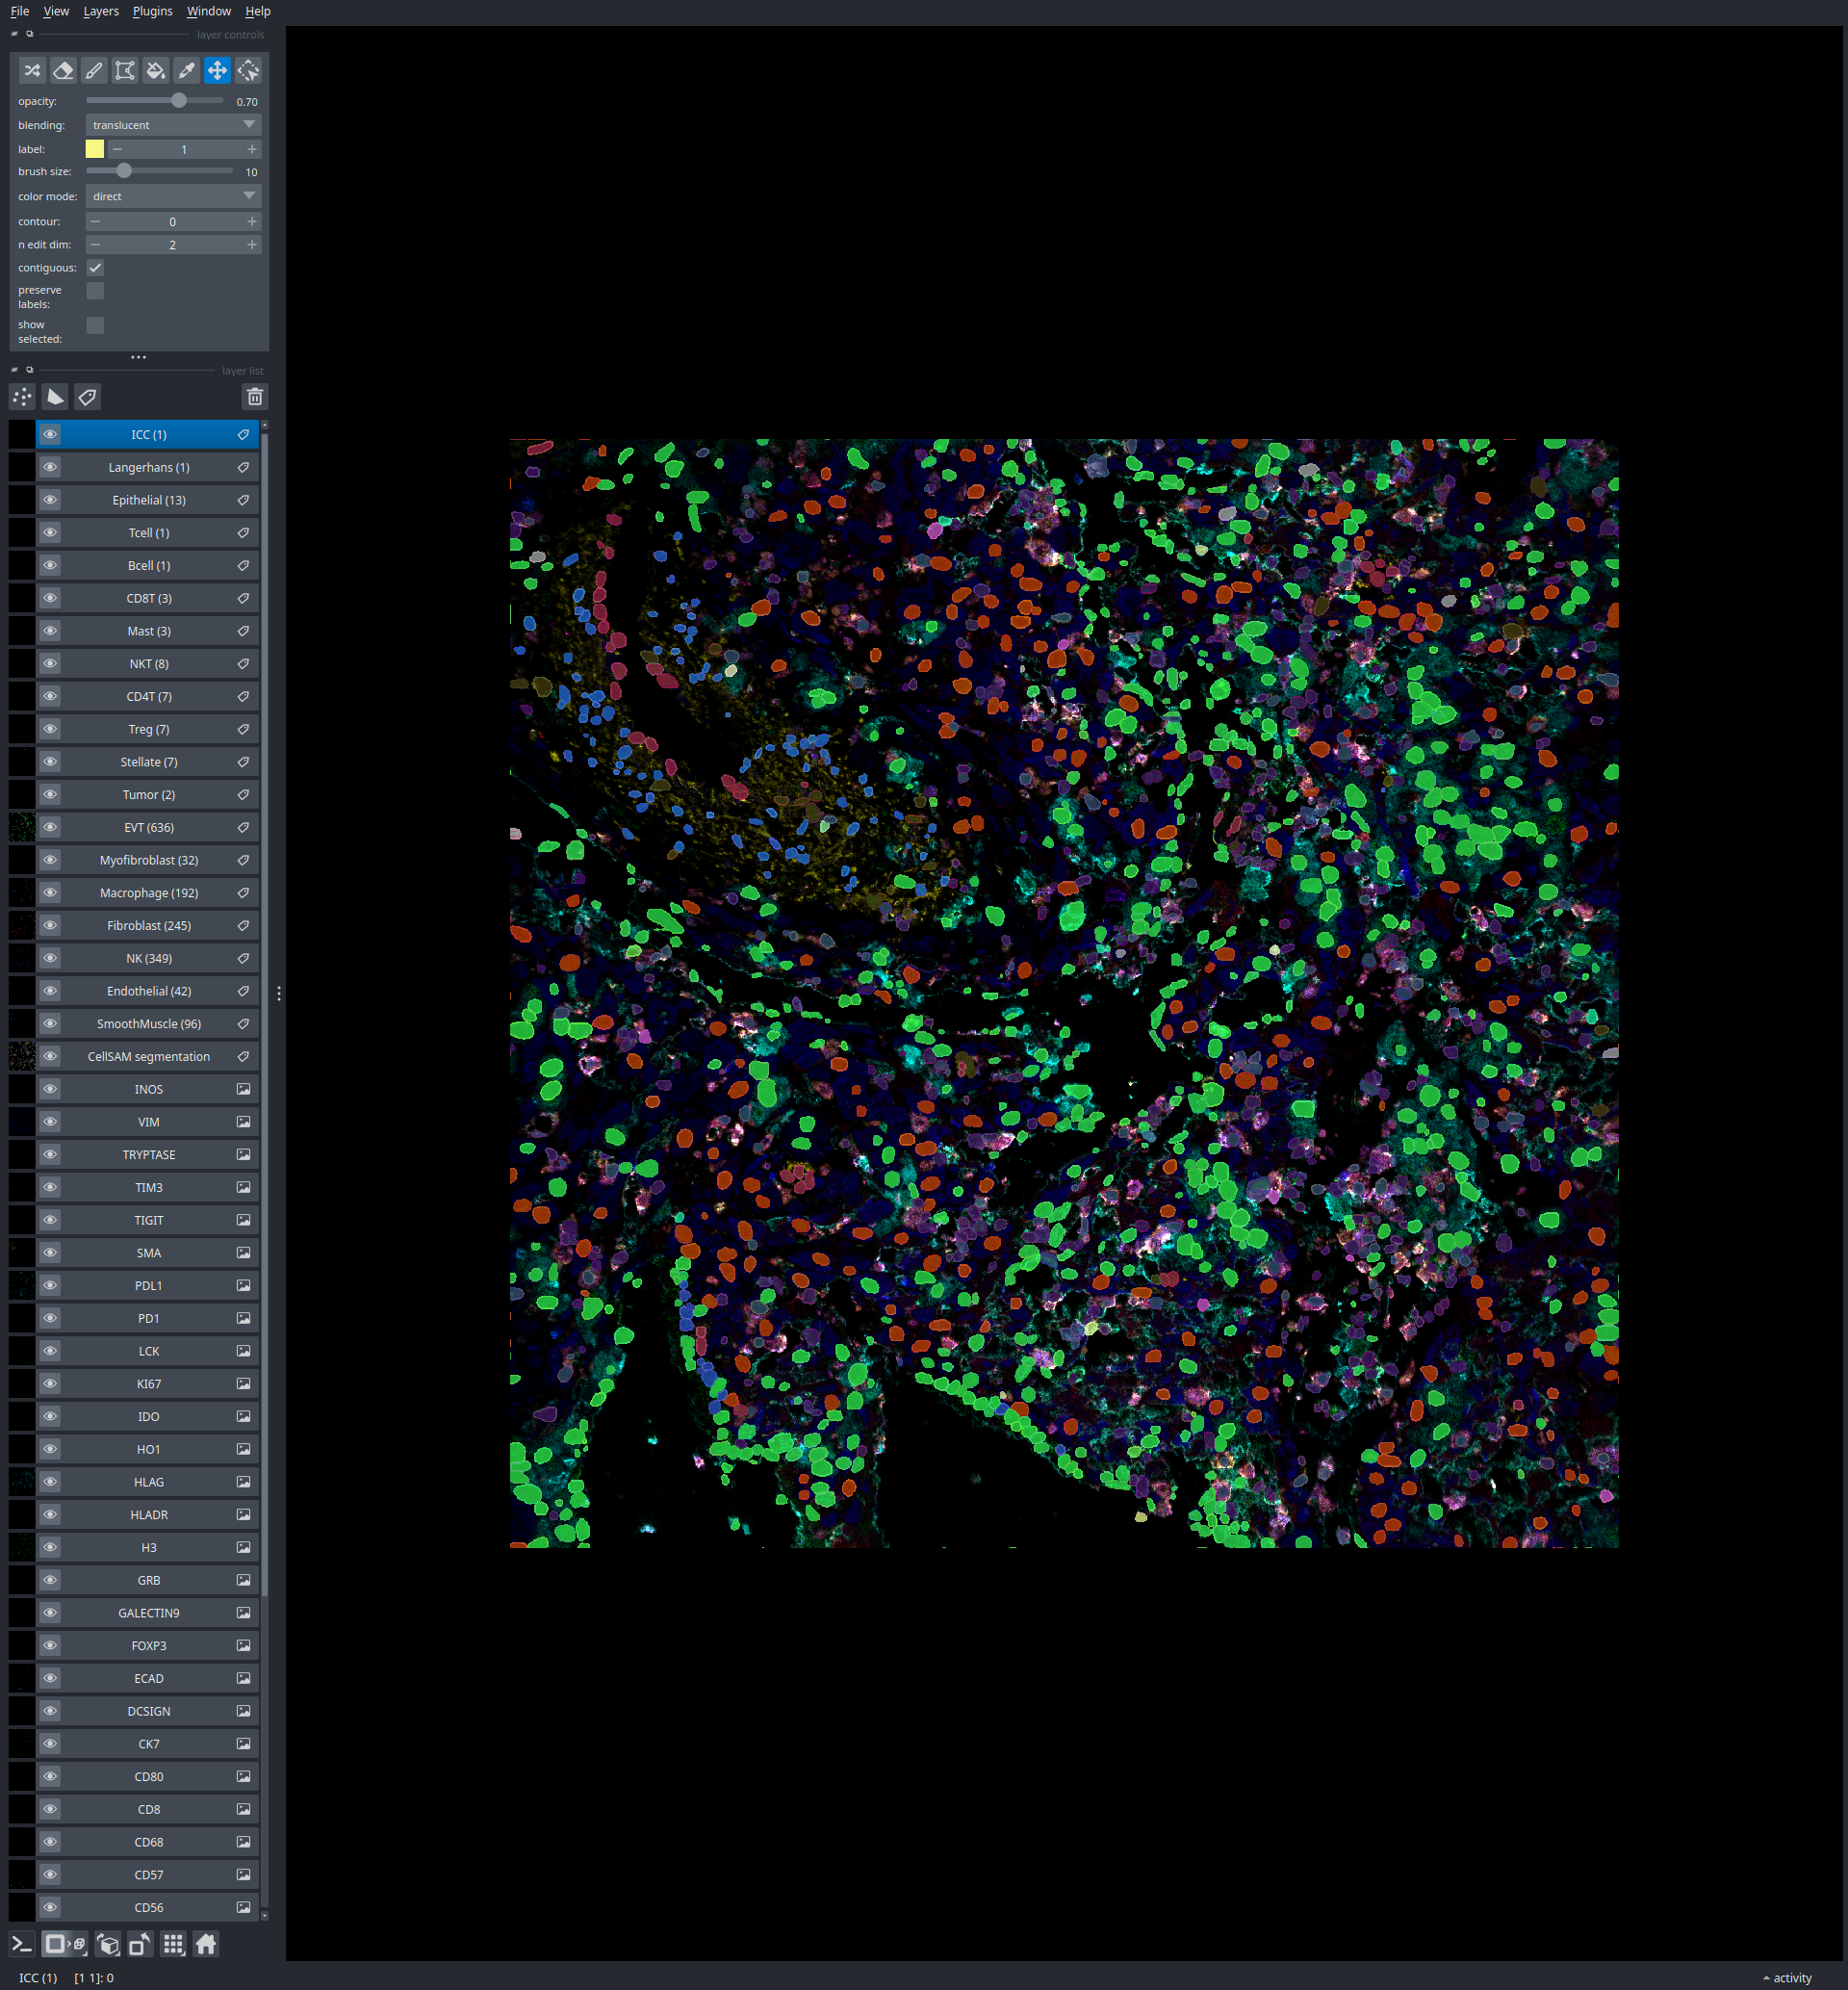 File View Layers Plugins Window Help
layer controls
opacity: 0.70
blending: translucent
label: 1
brush size: 10
color mode: direct
contour: 0
n edit dim: 2
contiguous:
preserve
labels:
show
selected:
layer list
ICC (1)
Langerhans (1)
Epithelial (13)
Tcell (1)
Bcell (1)
CD8T (3)
Mast (3)
NKT (8)
CD4T (7)
Treg (7)
Stellate (7)
Tumor (2)
EVT (636)
Myofibroblast (32)
Macrophage (192)
Fibroblast (245)
NK (349)
Endothelial (42)
SmoothMuscle (96)
CellSAM segmentation
INOS
VIM
TRYPTASE
TIM3
TIGIT
SMA
PDL1
PD1
LCK
KI67
IDO
HO1
HLAG
HLADR
H3
GRB
GALECTIN9
FOXP3
ECAD
DCSIGN
CK7
CD80
CD8
CD68
CD57
CD56
ICC (1) [1 1]: 0
activity